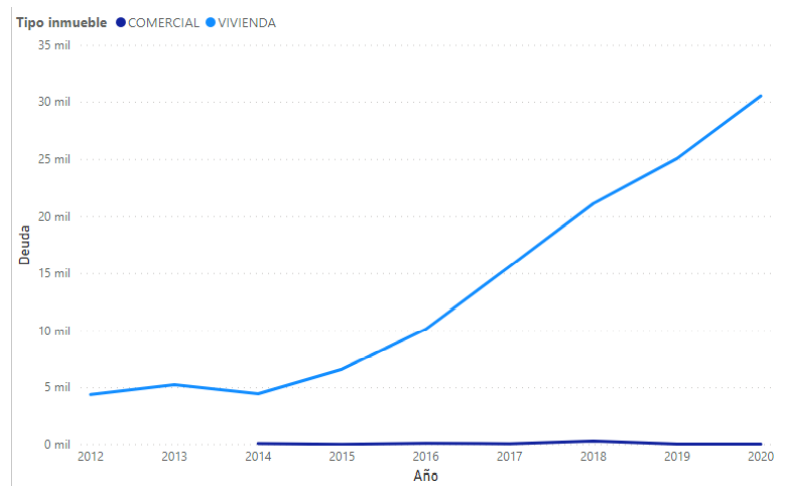 Tipo inmueble COMERCIAL VIVIENDA
35 mil
30 mil
25 mil
20 mil
15 mil
10 mil
5 mil
0 mil
Deuda
2012 2013 2014 2015 2016 2017 2018 2019 2020
Año